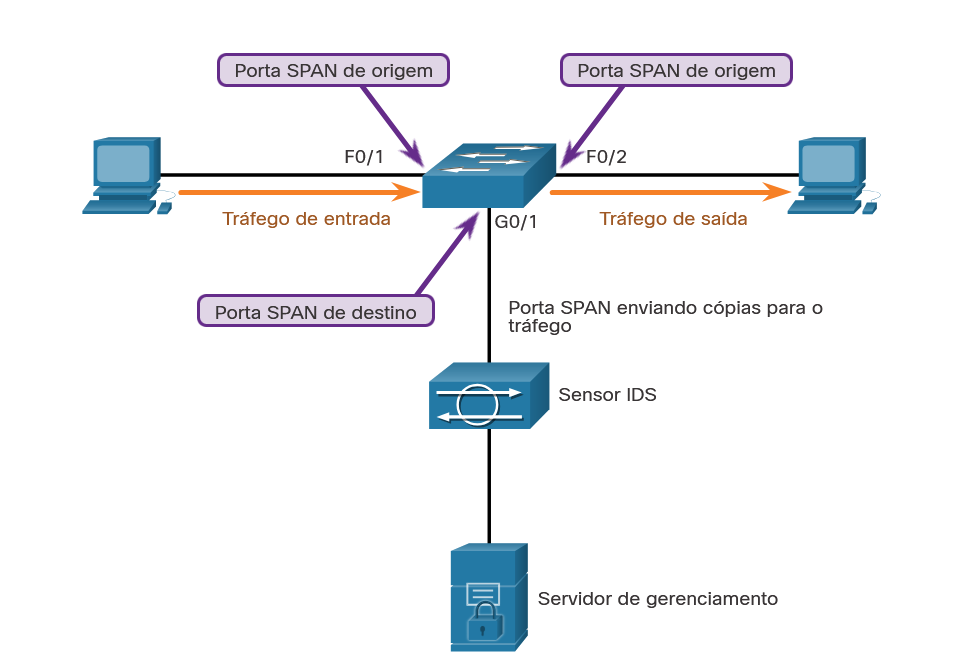 Porta SPAN de origem
Porta SPAN de origem
F0/1
F0/2
Tráfego de entrada
Tráfego de saída
G0/1
Porta SPAN de destino
Porta SPAN enviando cópias para o
tráfego
Sensor IDS
Servidor de gerenciamento